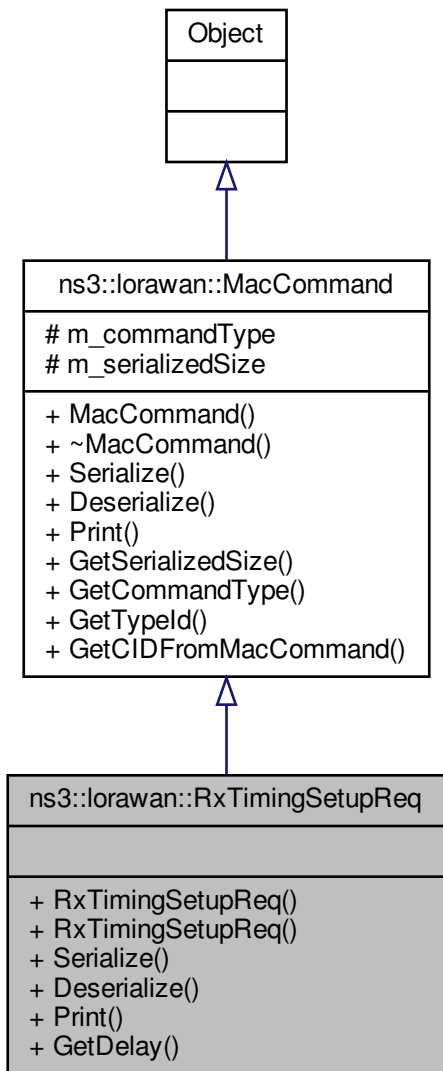 Object
ns3::lorawan::MacCommand
# m_commandType
# m_serializedSize
+ MacCommand()
+ ~MacCommand()
+ Serialize()
+ Deserialize()
+ Print()
+ GetSerializedSize()
+ GetCommandType()
+ GetTypeId()
+ GetCIDFromMacCommand()
ns3::lorawan::RxTimingSetupReq
+ RxTimingSetupReq()
+ RxTimingSetupReq()
+ Serialize()
+ Deserialize()
+ Print()
+ GetDelay()